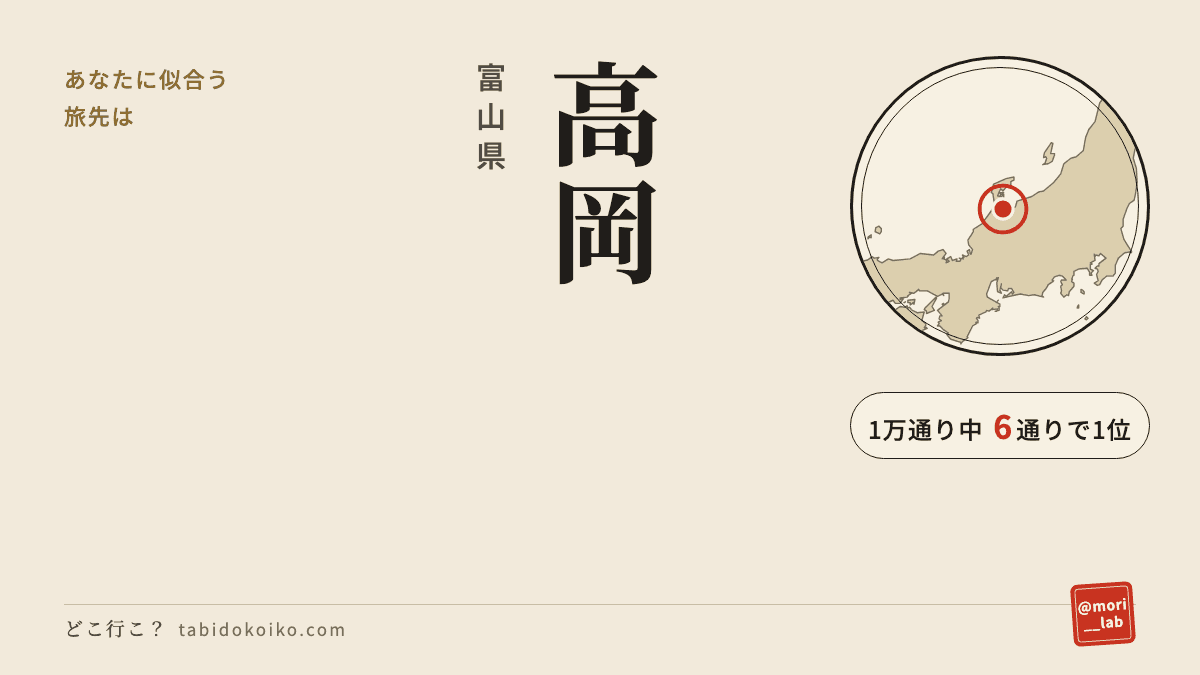 あなたに似合う
旅先は
高岡
富山県
1万通り中 6通りで1位
どこ行こ？ tabidokoiko.com
@mori
__lab